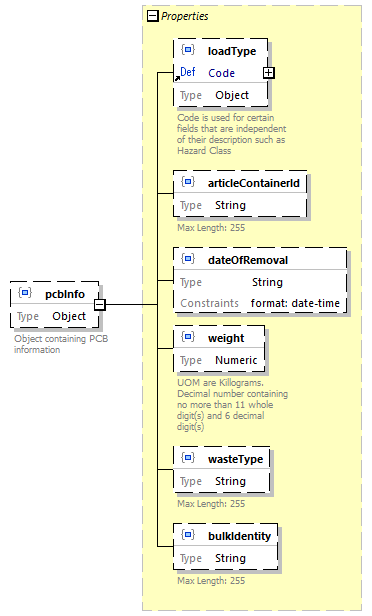 Properties
loadType
Def Code
Type Object
Code is used for certain
fields that are independent
of their description such as
Hazard Class
articleContainerId
Type String
Max Length: 255
dateOfRemoval
Type String
Constraints format: date-time
pcbInfo
Type Object
Object containing PCB
information
weight
Type Numeric
UOM are Killograms.
Decimal number containing
no more than 11 whole
digit(s) and 6 decimal
digit(s)
wasteType
Type String
Max Length: 255
bulkIdentity
Type String
Max Length: 255